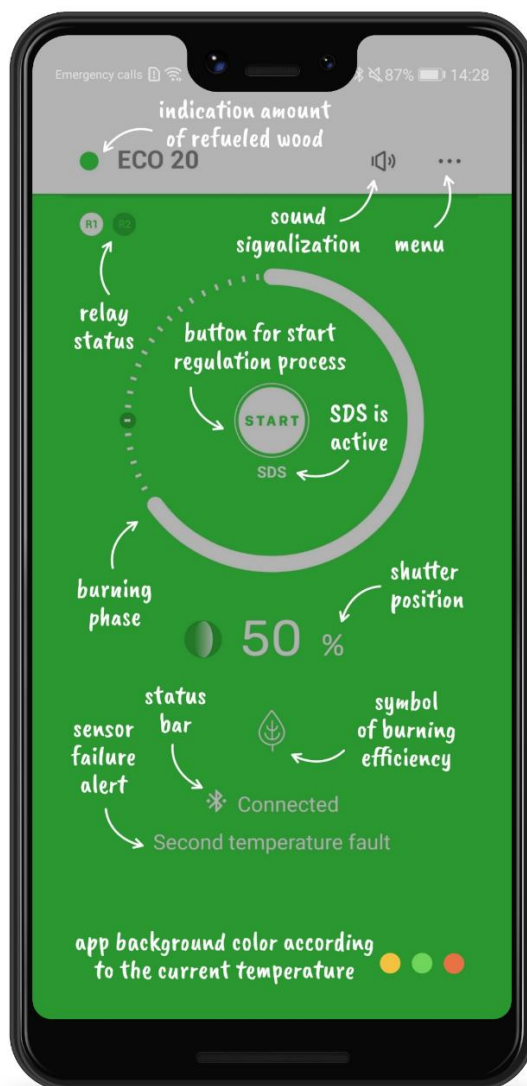 Emergency calls 87% 14:28
indication amount
of refueled wood
ECO 20
R1 R2
sound
signalization
menu
relay
status
button for start
regulation process
START
SDS is
active
SDS
burning
phase
shutter
position
50 %
status
bar
symbol
of burning
efficiency
sensor
failure
alert
Connected
Second temperature fault
app background color according
to the current temperature